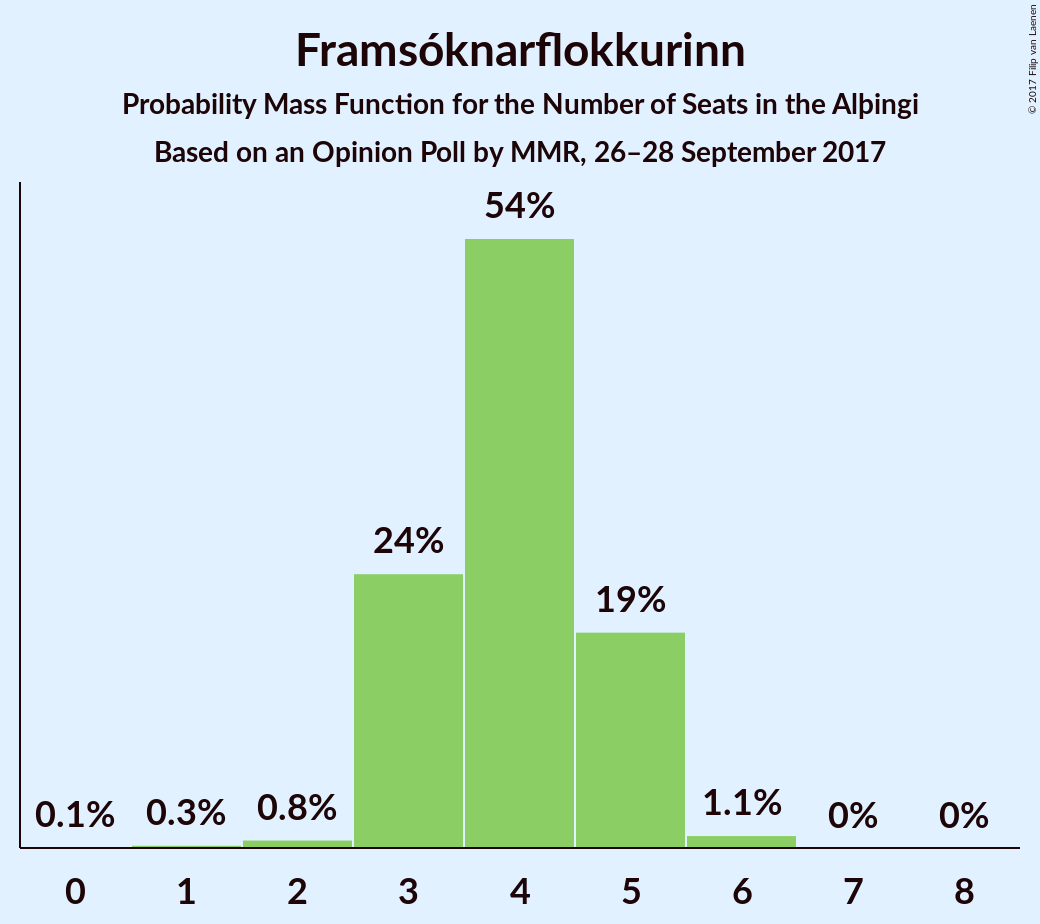 Framsóknarflokkurinn
Probability Mass Function for the Number of Seats in the Alþingi
Based on an Opinion Poll by MMR, 26–28 September 2017
© 2017 Filip van Laenen
54%
24%
19%
0.1%
0.3%
0.8%
1.1%
0%
0%
0 1 2 3 4 5 6 7 8